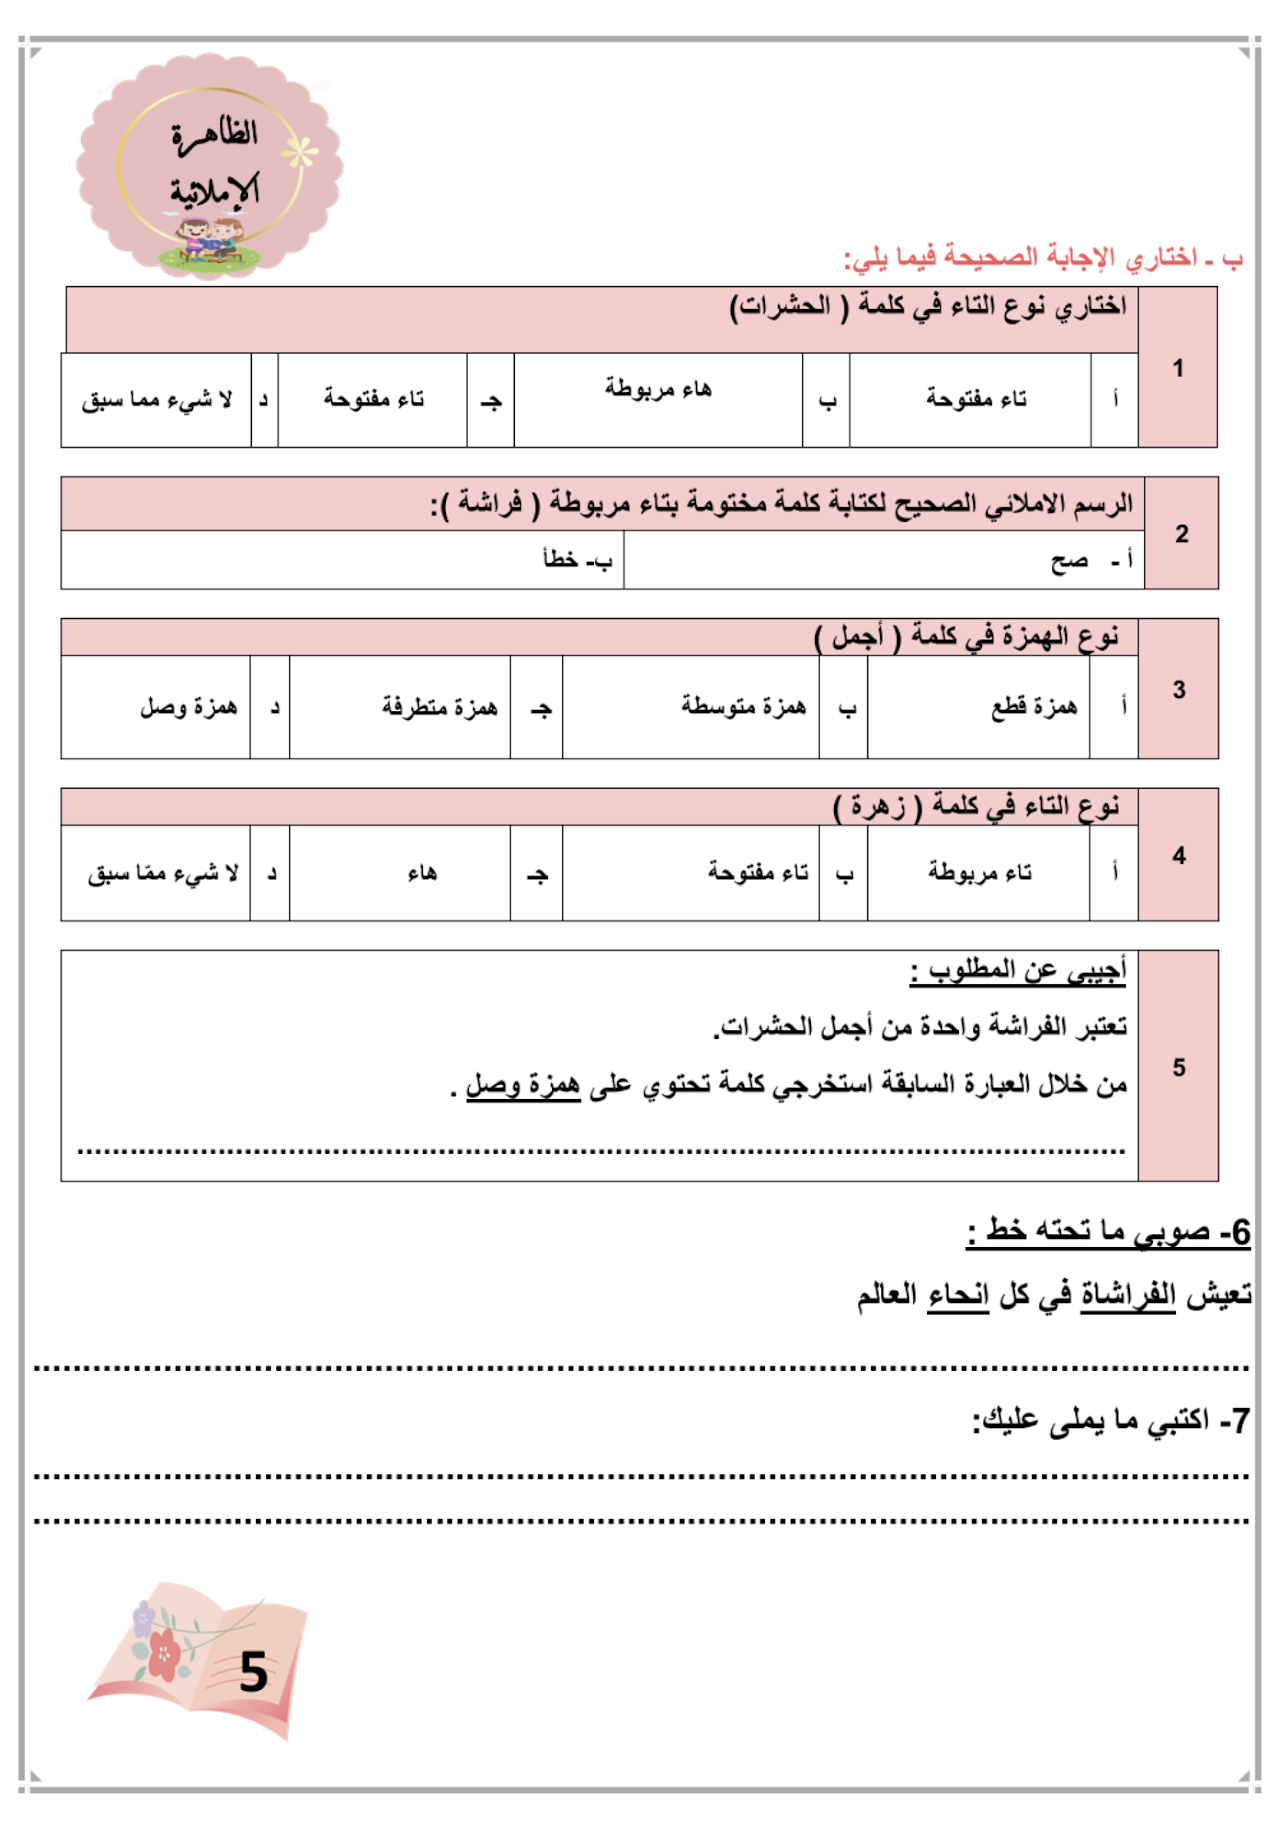 الظاهرة
الإملائية
ب - اختاري الإجابة الصحيحة فيما يلي:
1
اختاري نوع التاء في كلمة ( الحشرات)
أ تاء مفتوحة ب هاء مربوطة جـ تاء مفتوحة د لا شيء مما سبق
2
الرسم الاملائي الصحيح لكتابة كلمة مختومة بتاء مربوطة ( فراشة ):
أ - صح ب- خطأ
3
نوع الهمزة في كلمة ( أجمل )
أ همزة قطع ب همزة متوسطة جـ همزة متطرفة د همزة وصل
4
نوع التاء في كلمة ( زهرة )
أ تاء مربوطة ب تاء مفتوحة جـ هاء د لا شيء ممّا سبق
5
أجيبي عن المطلوب :
تعتبر الفراشة واحدة من أجمل الحشرات.
من خلال العبارة السابقة استخرجي كلمة تحتوي على همزة وصل .
6- صوبي ما تحته خط :
تعيش الفراشاة في كل انحاء العالم
7- اكتبي ما يملى عليك:
5